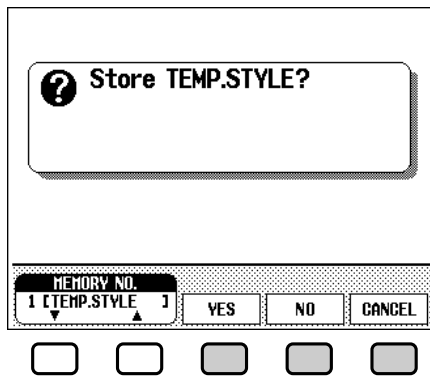 ? Store TEMP.STYLE?
MEMORY NO.
1 [TEMP.STYLE ]
▼ ▲
YES NO CANCEL